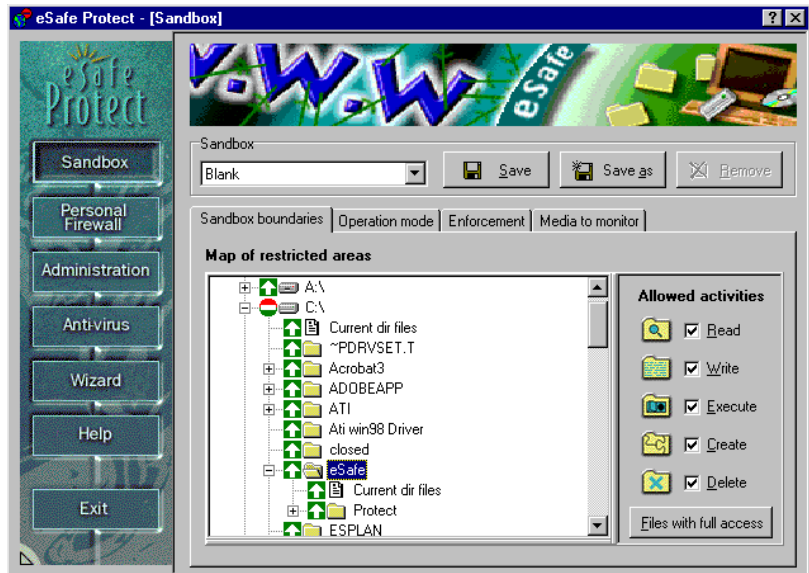 eSafe Protect - [Sandbox]
eSafe
Protect
Sandbox
Personal
Firewall
Administration
Anti-virus
Wizard
Help
Exit
W.W.W
eSafe
Sandbox
Blank
Save
Save as
Remove
Sandbox boundaries
Operation mode
Enforcement
Media to monitor
Map of restricted areas
A:\
C:\
Current dir files
~PDRVSET.T
Acrobat3
ADOBEAPP
ATI
Ati win98 Driver
closed
eSafe
Current dir files
Protect
ESPLAN
Allowed activities
Read
Write
Execute
Create
Delete
Files with full access